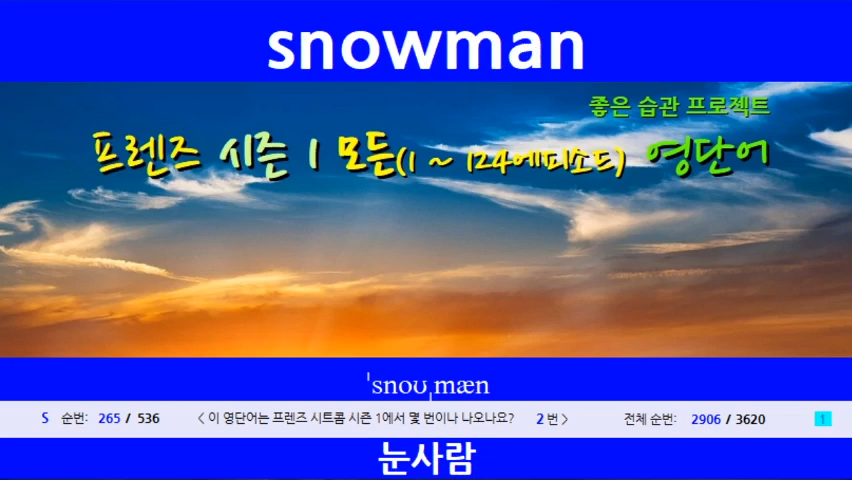 snowman
좋은 습관 프로젝트
프렌즈 시즌 1 모든(1 ~ 124에피소드) 영단어
ˈsnoʊˌmæn
S 순번: 265 / 536 < 이 영단어는 프렌즈 시트콤 시즌 1에서 몇 번이나 나오나요? 2 번 > 전체 순번: 2906 / 3620 1
눈사람